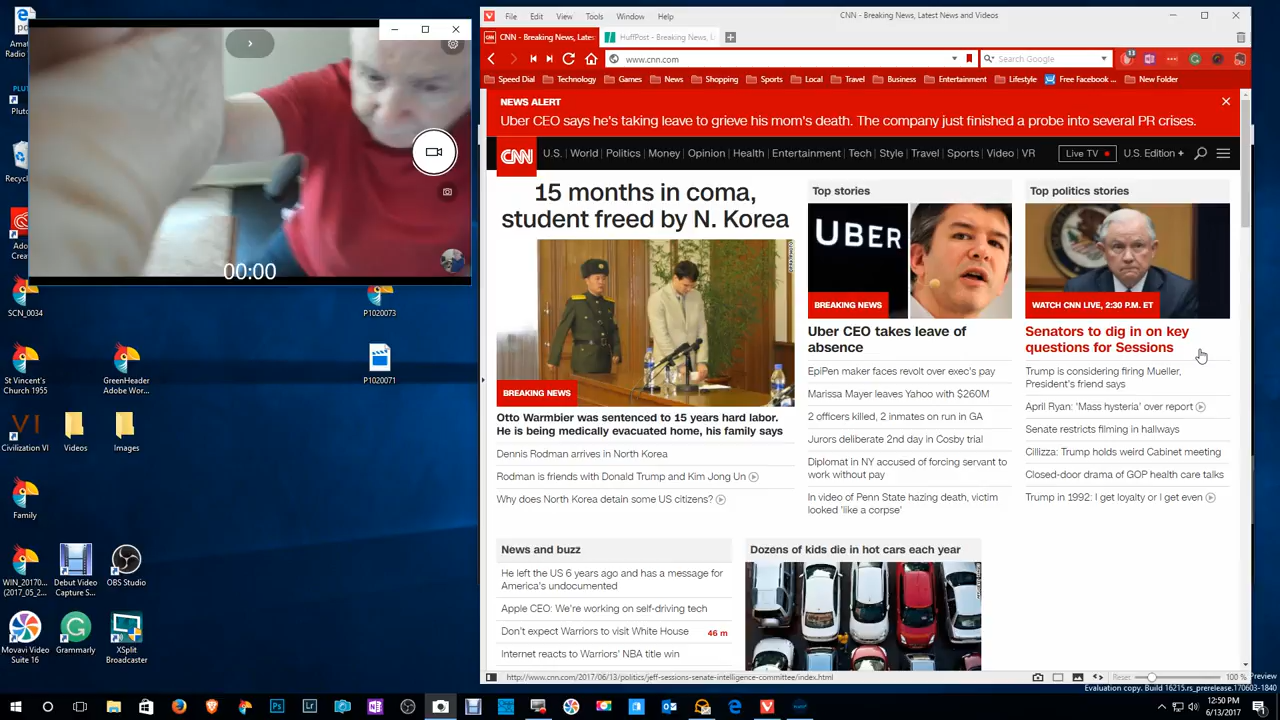 File Edit View Tools Window Help
CNN - Breaking News, Latest News and Videos
CNN - Breaking News, Lates
HuffPost - Breaking News, L
www.cnn.com
Search Google
13
Speed Dial Technology Games News Shopping Sports Local Travel Business Entertainment Lifestyle Free Facebook ... New Folder
NEWS ALERT
Uber CEO says he's taking leave to grieve his mom's death. The company just finished a probe into several PR crises.
CNN
U.S. World Politics Money Opinion Health Entertainment Tech Style Travel Sports Video VR
Live TV
U.S. Edition +
15 months in coma,
student freed by N. Korea
BREAKING NEWS
Otto Warmbier was sentenced to 15 years hard labor.
He is being medically evacuated home, his family says
Dennis Rodman arrives in North Korea
Rodman is friends with Donald Trump and Kim Jong Un
Why does North Korea detain some US citizens?
Top stories
UBER
BREAKING NEWS
Uber CEO takes leave of
absence
EpiPen maker faces revolt over exec's pay
Marissa Mayer leaves Yahoo with $260M
2 officers killed, 2 inmates on run in GA
Jurors deliberate 2nd day in Cosby trial
Diplomat in NY accused of forcing servant to
work without pay
In video of Penn State hazing death, victim
looked 'like a corpse'
Top politics stories
WATCH CNN LIVE, 2:30 P.M. ET
Senators to dig in on key
questions for Sessions
Trump is considering firing Mueller,
President's friend says
April Ryan: 'Mass hysteria' over report
Senate restricts filming in hallways
Cillizza: Trump holds weird Cabinet meeting
Closed-door drama of GOP health care talks
Trump in 1992: I get loyalty or I get even
News and buzz
He left the US 6 years ago and has a message for
America's undocumented
Apple CEO: We're working on self-driving tech
Don't expect Warriors to visit White House
46 m
Internet reacts to Warriors' NBA title win
Dozens of kids die in hot cars each year
http://www.cnn.com/2017/06/13/politics/jeff-sessions-senate-intelligence-committee/index.html
Reset
100 %
00:00
Amat
Radio
PLUT
Pluto
Recyc
Ado
Crea
SCN_0034
P1020073
St Vincent's
Church 1955
GreenHeader
Adobe Wor...
P1020071
VI
Civilization VI
Videos
Images
Family
WIN_20170...
(2017_05_2...
Debut Video
Capture S...
OBS Studio
Movavi Video
Suite 16
Grammarly
XSplit
Broadcaster
Preview
Evaluation copy. Build 16215.rs_prerelease.170603-1840
12:50 PM
6/13/2017